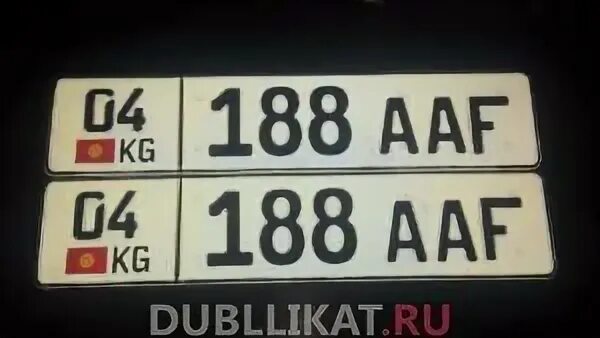 04 188 AAF
KG
04 188 AAF
KG
DUBLLIKAT.RU